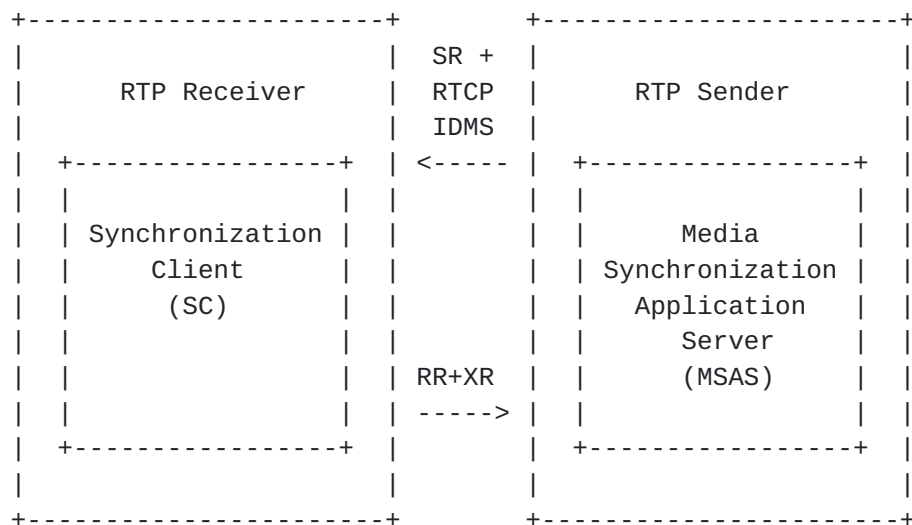 SR +
RTP Receiver RTCP RTP Sender
IDMS
<-----
Synchronization Media
Client Synchronization
(SC) Application
Server
RR+XR (MSAS)
----->